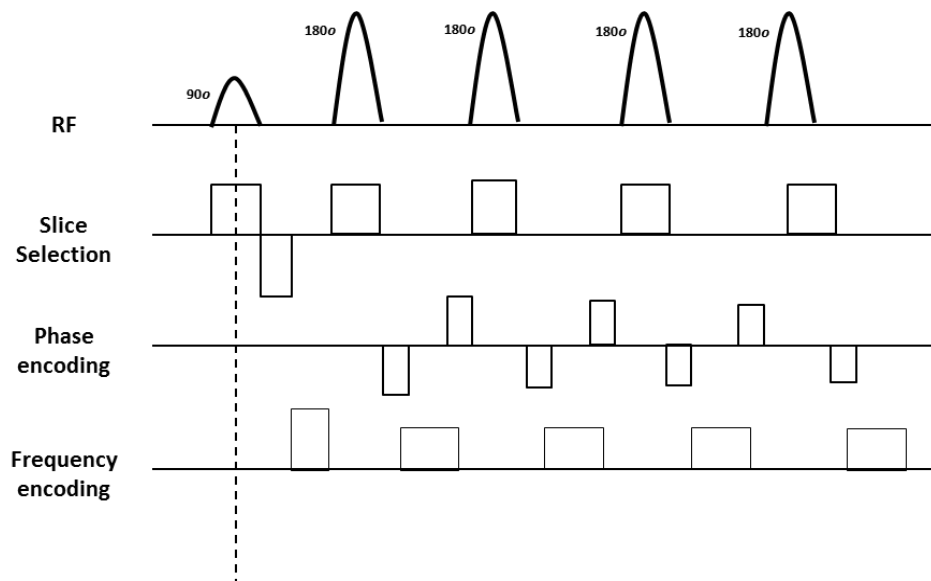 90o
180o
180o
180o
180o
RF
Slice
Selection
Phase
encoding
Frequency
encoding